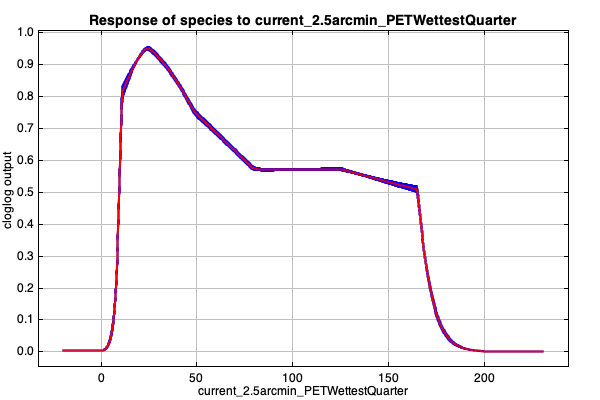 Response of species to current_2.5arcmin_PETWettestQuarter
1.0
0.9
0.8
0.7
0.6
0.5
0.4
0.3
0.2
0.1
0.0
cloglog output
0 50 100 150 200
current_2.5arcmin_PETWettestQuarter